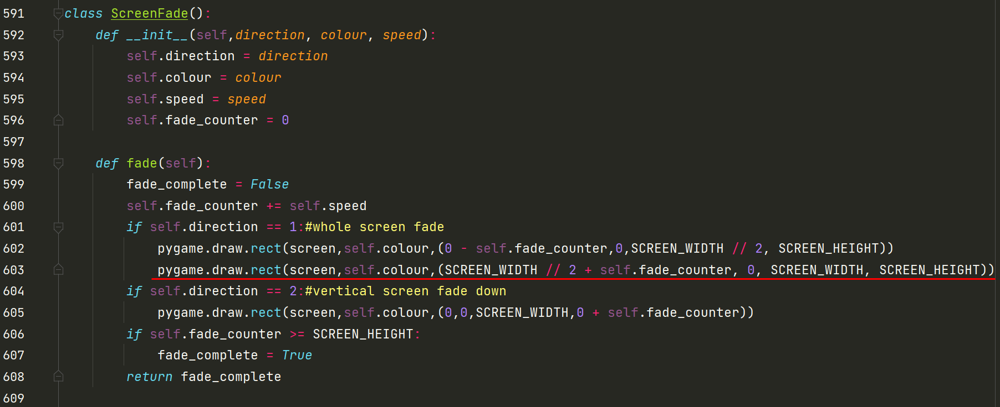 591 class ScreenFade():
592     def __init__(self,direction, colour, speed):
593         self.direction = direction
594         self.colour = colour
595         self.speed = speed
596         self.fade_counter = 0
597
598     def fade(self):
599         fade_complete = False
600         self.fade_counter += self.speed
601         if self.direction == 1:#whole screen fade
602             pygame.draw.rect(screen,self.colour,(0 - self.fade_counter,0,SCREEN_WIDTH // 2, SCREEN_HEIGHT))
603             pygame.draw.rect(screen,self.colour,(SCREEN_WIDTH // 2 + self.fade_counter, 0, SCREEN_WIDTH, SCREEN_HEIGHT))
604         if self.direction == 2:#vertical screen fade down
605             pygame.draw.rect(screen,self.colour,(0,0,SCREEN_WIDTH,0 + self.fade_counter))
606         if self.fade_counter >= SCREEN_HEIGHT:
607             fade_complete = True
608         return fade_complete
609